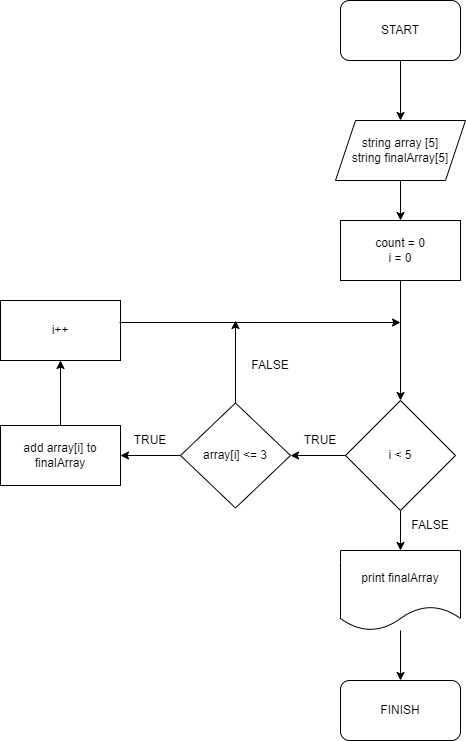 START
string array [5]
string finalArray[5]
count = 0
i = 0
i++
FALSE
add array[i] to
finalArray
TRUE
array[i] <= 3
TRUE
i < 5
FALSE
print finalArray
FINISH